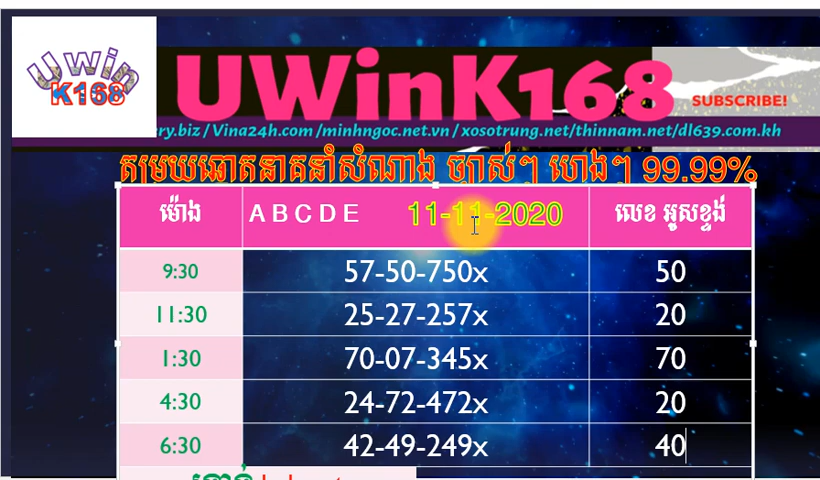 Uwin
K168
UWinK168
SUBSCRIBE!
ery.biz / Vina24h.com /minhngoc.net.vn / xosotrung.net/thinnam.net/dl639.com.kh
តម្រុយឆ្នោតនាគនាំសំណាង ច្បាស់ៗ ហេងៗ 99.99%
ម៉ោង A B C D E 11-11-2020 លេខ អូសខ្ទង់
9:30 57-50-750x 50
11:30 25-27-257x 20
1:30 70-07-345x 70
4:30 24-72-472x 20
6:30 42-49-249x 40